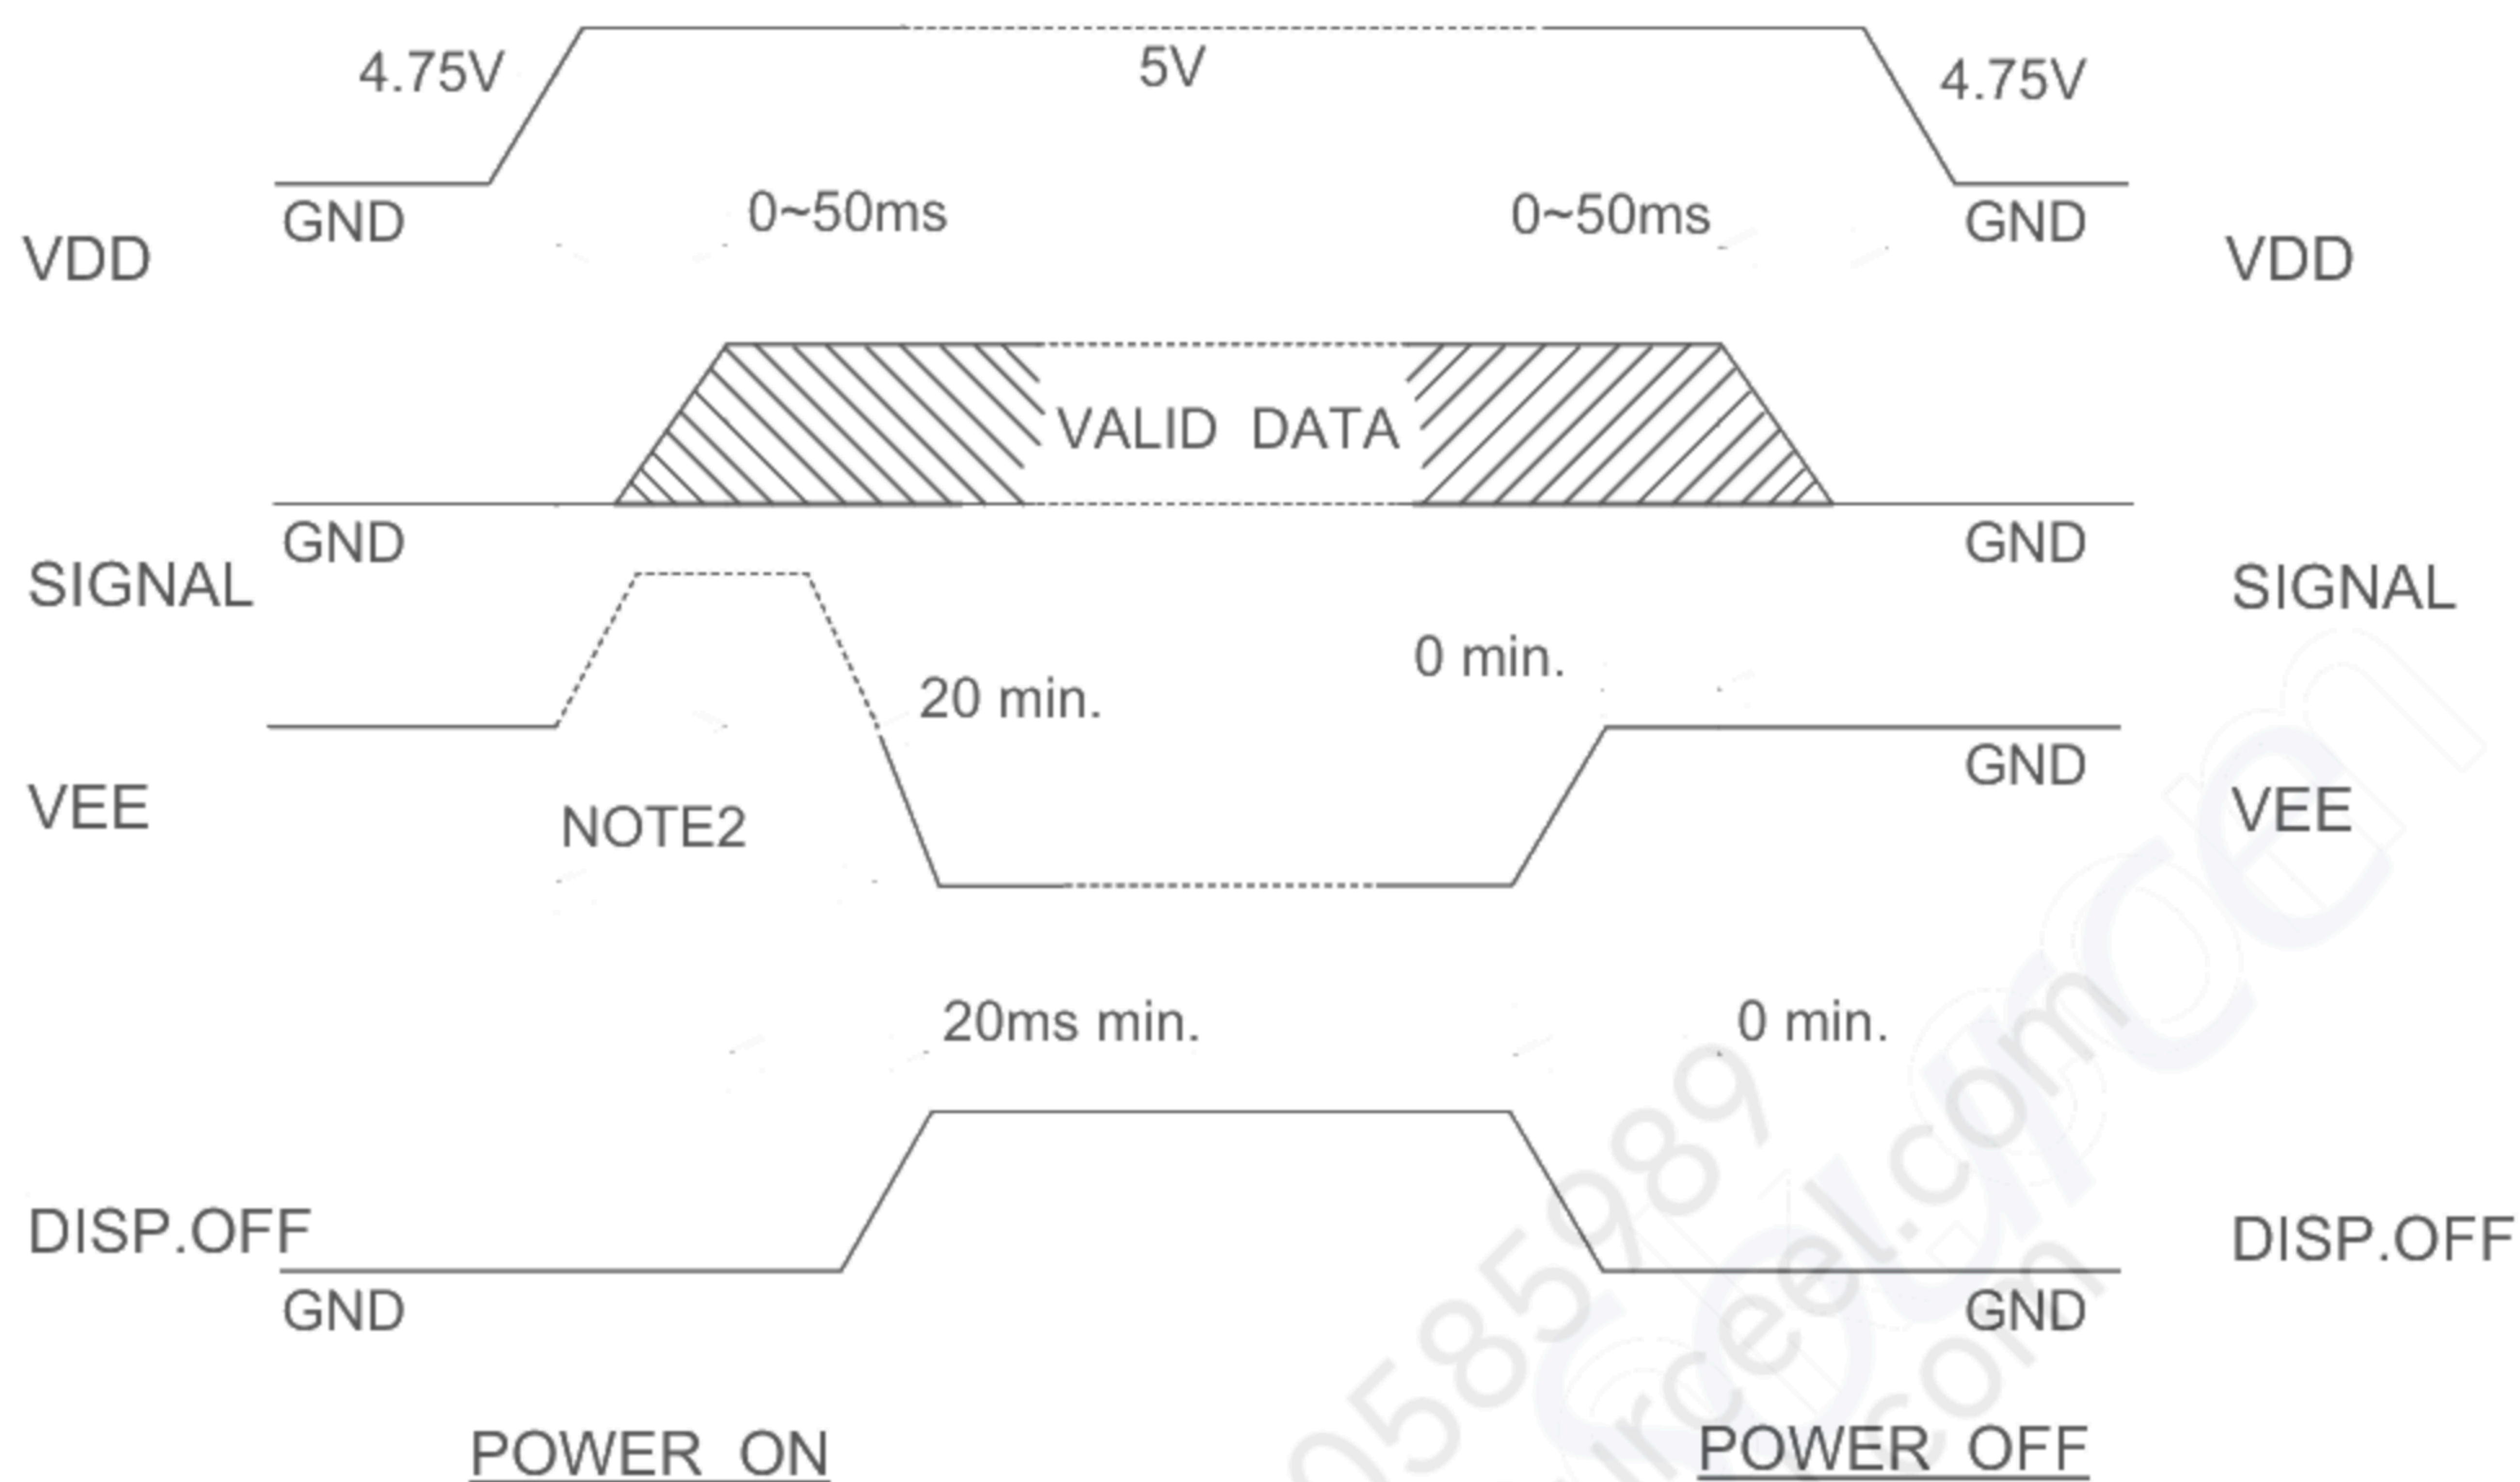 4.75V
5V
4.75V
GND
0~50ms
0~50ms
GND
VDD
VDD
VALID DATA
GND
GND
SIGNAL
SIGNAL
20 min.
0 min.
GND
VEE
NOTE2
VEE
20ms min.
0 min.
DISP.OFF
DISP.OFF
GND
GND
POWER ON
POWER OFF